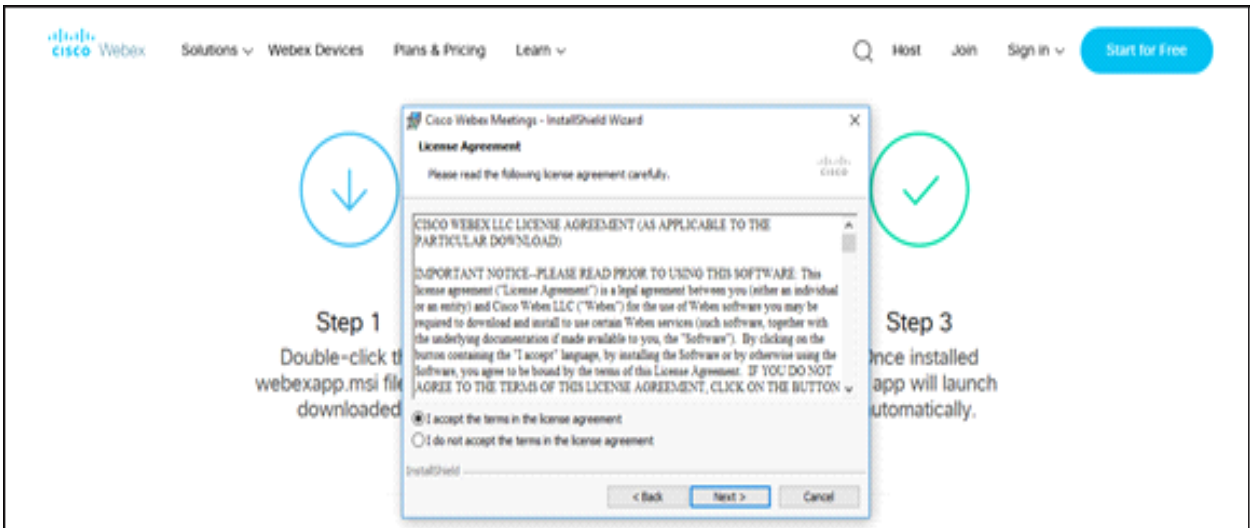 cisco Webex Solutions Webex Devices Plans & Pricing Learn Host Join Sign in Start for Free
Cisco Webex Meetings - InstallShield Wizard
License Agreement
Please read the following license agreement carefully.
cisco
CISCO WEBEX LLC LICENSE AGREEMENT (AS APPLICABLE TO THE
PARTICULAR DOWNLOAD)
IMPORTANT NOTICE--PLEASE READ PRIOR TO USING THIS SOFTWARE: This
license agreement ("License Agreement") is a legal agreement between you (either an individual
or an entity) and Cisco Webex LLC ("Webex") for the use of Webex software you may be
required to download and install to use certain Webex services (such software, together with
the underlying documentation if made available to you, the "Software"). By clicking on the
button containing the "I accept" language, by installing the Software or by otherwise using the
Software, you agree to be bound by the terms of this License Agreement. IF YOU DO NOT
AGREE TO THE TERMS OF THIS LICENSE AGREEMENT, CLICK ON THE BUTTON
I accept the terms in the license agreement
I do not accept the terms in the license agreement
InstallShield
< Back Next > Cancel
Step 1
Double-click th
webexapp.msi file
downloaded
Step 3
Once installed
app will launch
automatically.